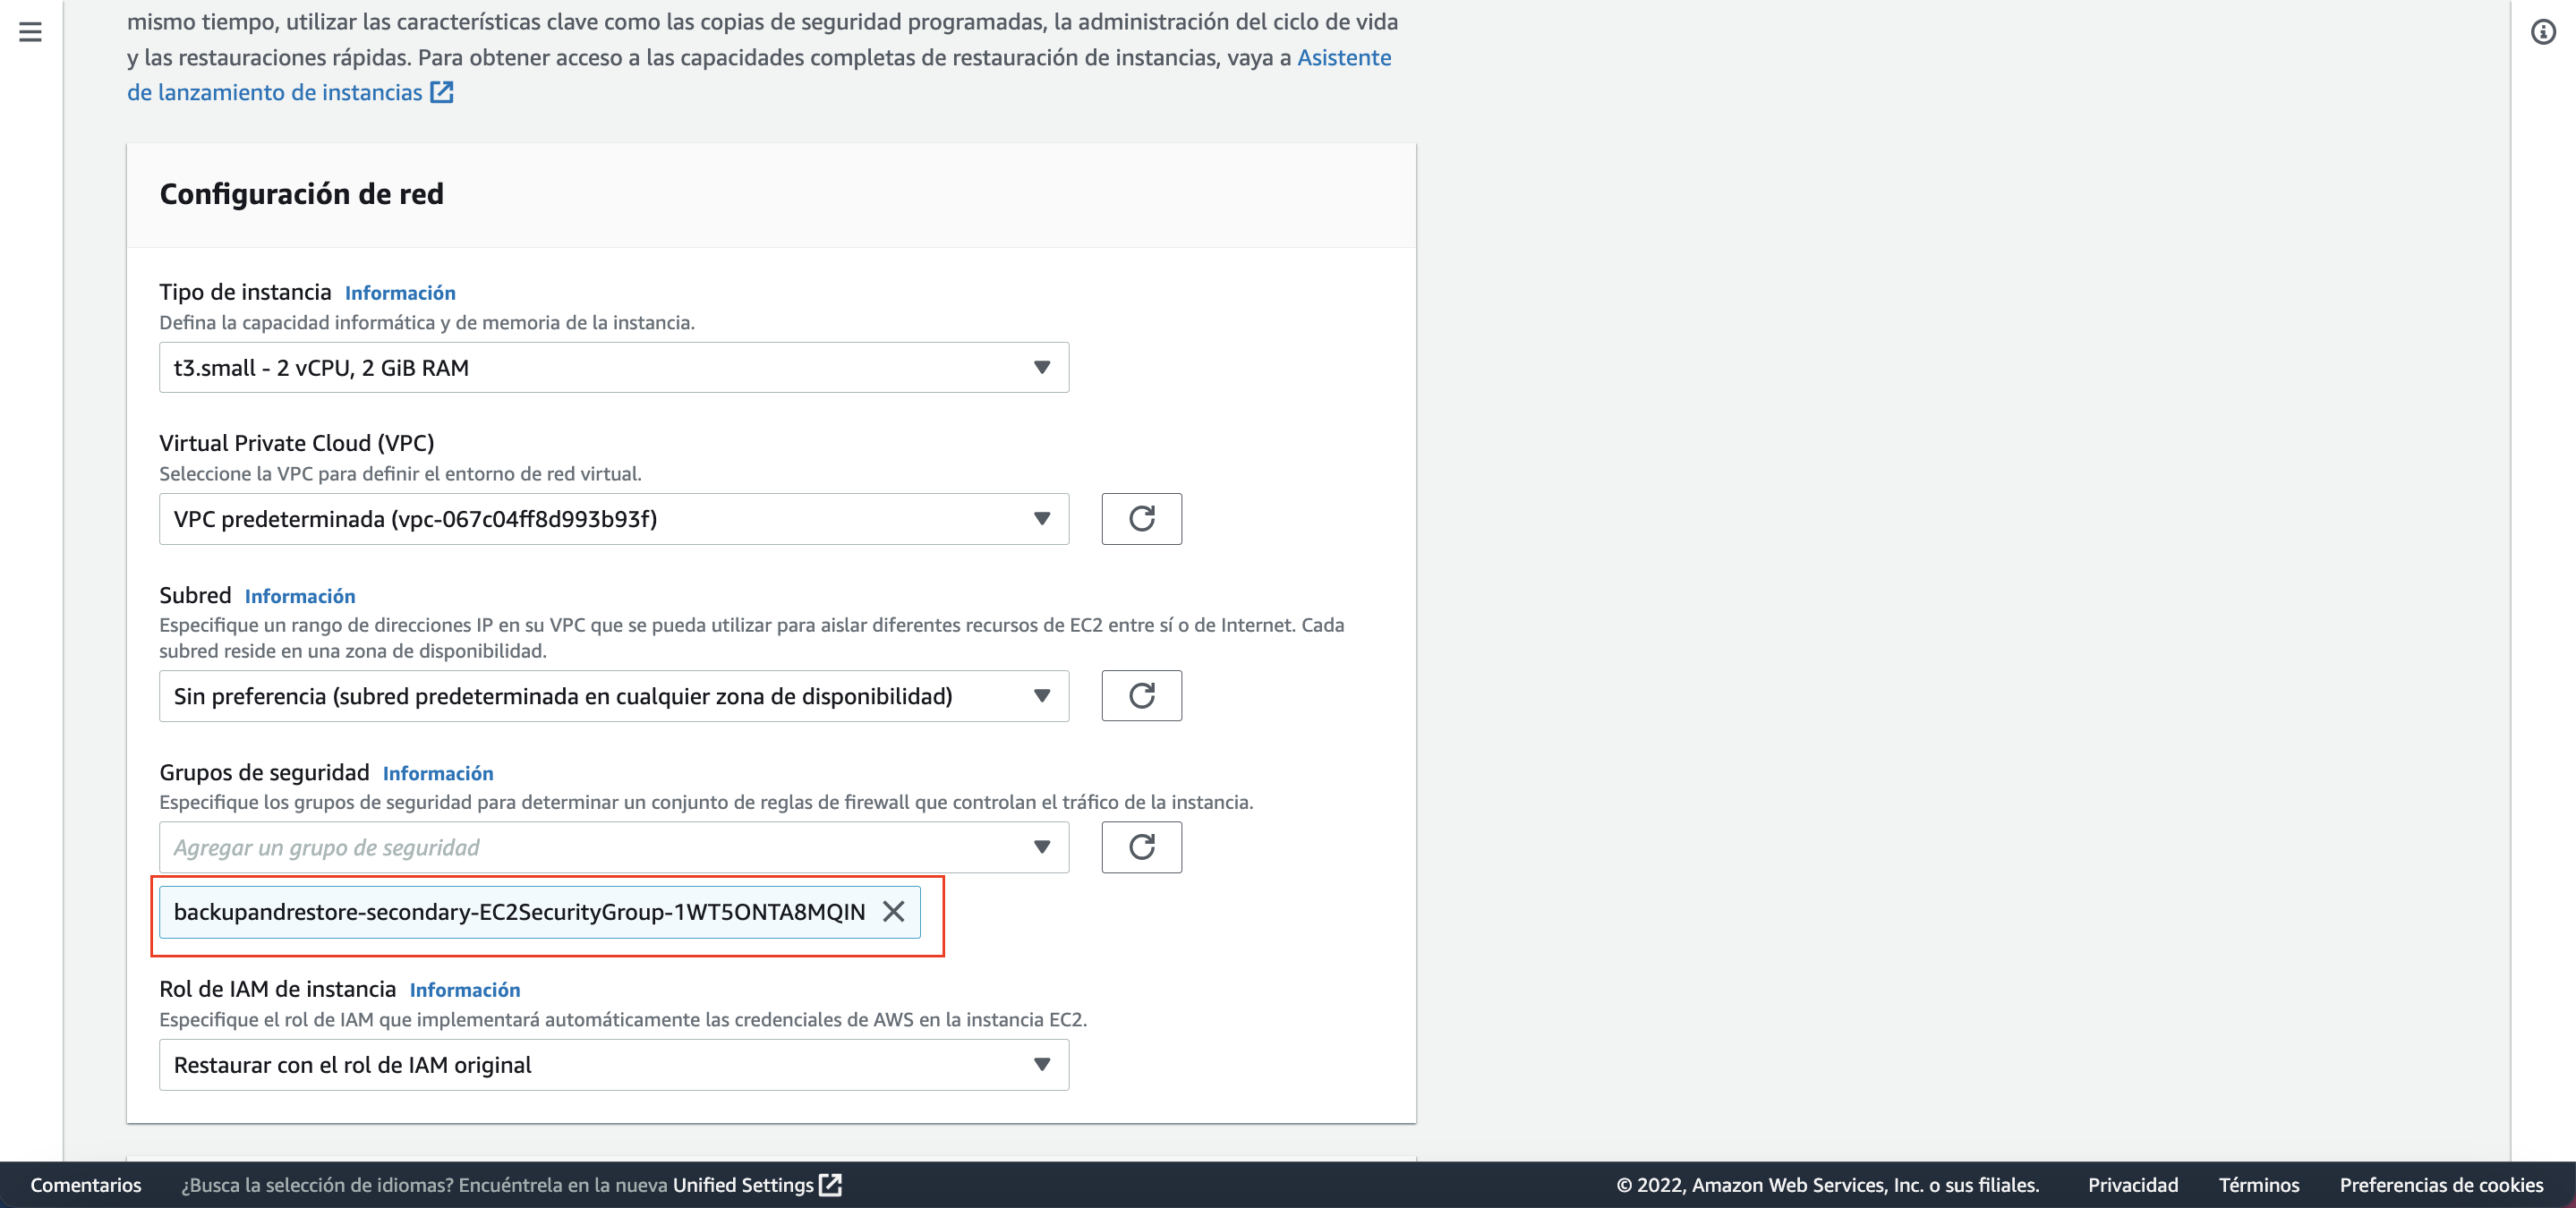 mismo tiempo, utilizar las características clave como las copias de seguridad programadas, la administración del ciclo de vida
y las restauraciones rápidas. Para obtener acceso a las capacidades completas de restauración de instancias, vaya a Asistente
de lanzamiento de instancias
Configuración de red
Tipo de instancia Información
Defina la capacidad informática y de memoria de la instancia.
t3.small - 2 vCPU, 2 GiB RAM
Virtual Private Cloud (VPC)
Seleccione la VPC para definir el entorno de red virtual.
VPC predeterminada (vpc-067c04ff8d993b93f)
Subred Información
Especifique un rango de direcciones IP en su VPC que se pueda utilizar para aislar diferentes recursos de EC2 entre sí o de Internet. Cada
subred reside en una zona de disponibilidad.
Sin preferencia (subred predeterminada en cualquier zona de disponibilidad)
Grupos de seguridad Información
Especifique los grupos de seguridad para determinar un conjunto de reglas de firewall que controlan el tráfico de la instancia.
Agregar un grupo de seguridad
backupandrestore-secondary-EC2SecurityGroup-1WT5ONTA8MQIN
Rol de IAM de instancia Información
Especifique el rol de IAM que implementará automáticamente las credenciales de AWS en la instancia EC2.
Restaurar con el rol de IAM original
Comentarios ¿Busca la selección de idiomas? Encuéntrela en la nueva Unified Settings © 2022, Amazon Web Services, Inc. o sus filiales. Privacidad Términos Preferencias de cookies